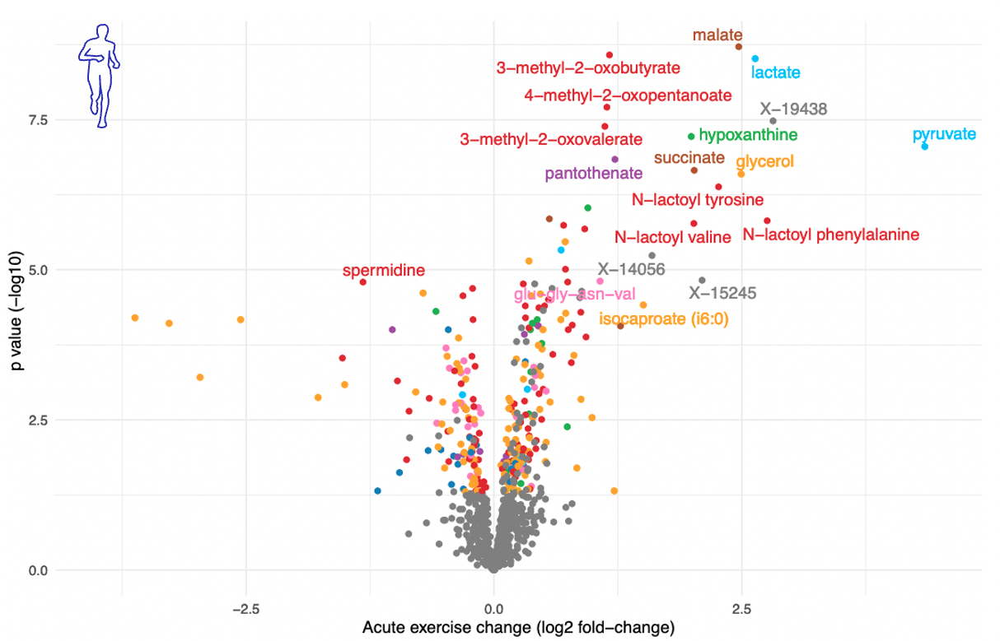 malate
3−methyl−2−oxobutyrate
lactate
4−methyl−2−oxopentanoate
X−19438
7.5
3−methyl−2−oxovalerate
hypoxanthine
pyruvate
succinate
glycerol
pantothenate
N−lactoyl tyrosine
N−lactoyl valine
N−lactoyl phenylalanine
5.0
spermidine
X−14056
glu−gly−asn−val
X−15245
isocaproate (i6:0)
p value (−log10)
2.5
0.0
−2.5
0.0
2.5
Acute exercise change (log2 fold−change)